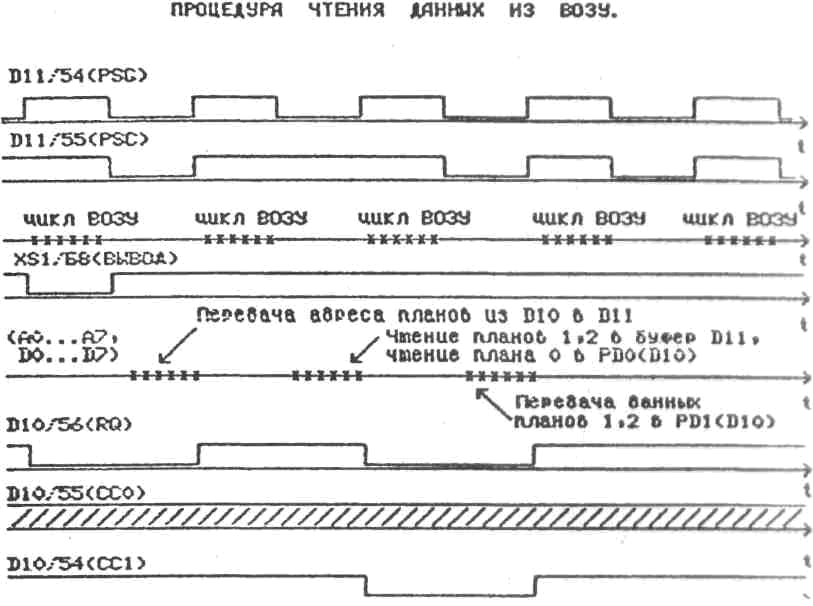 ПРОЦЕДУРА ЧТЕНИЯ ДАННЫХ ИЗ ВОЗУ.
D11/54(PSG)
t
D11/55(PSC)
t
цикл ВОЗУ цикл ВОЗУ цикл ВОЗУ цикл ВОЗУ цикл ВОЗУ
t
XS1/Б8(ВЫВОД)
t
Передача адреса планов из D10 в D11
(A0...A7,
D0...D7)
Чтение планов 1,2 в буфер D11,
чтение плана 0 в PD0(D10)
t
Передача данных
планов 1,2 в PD1(D10)
D10/56(RQ)
t
D10/55(CC0)
t
D10/54(CC1)